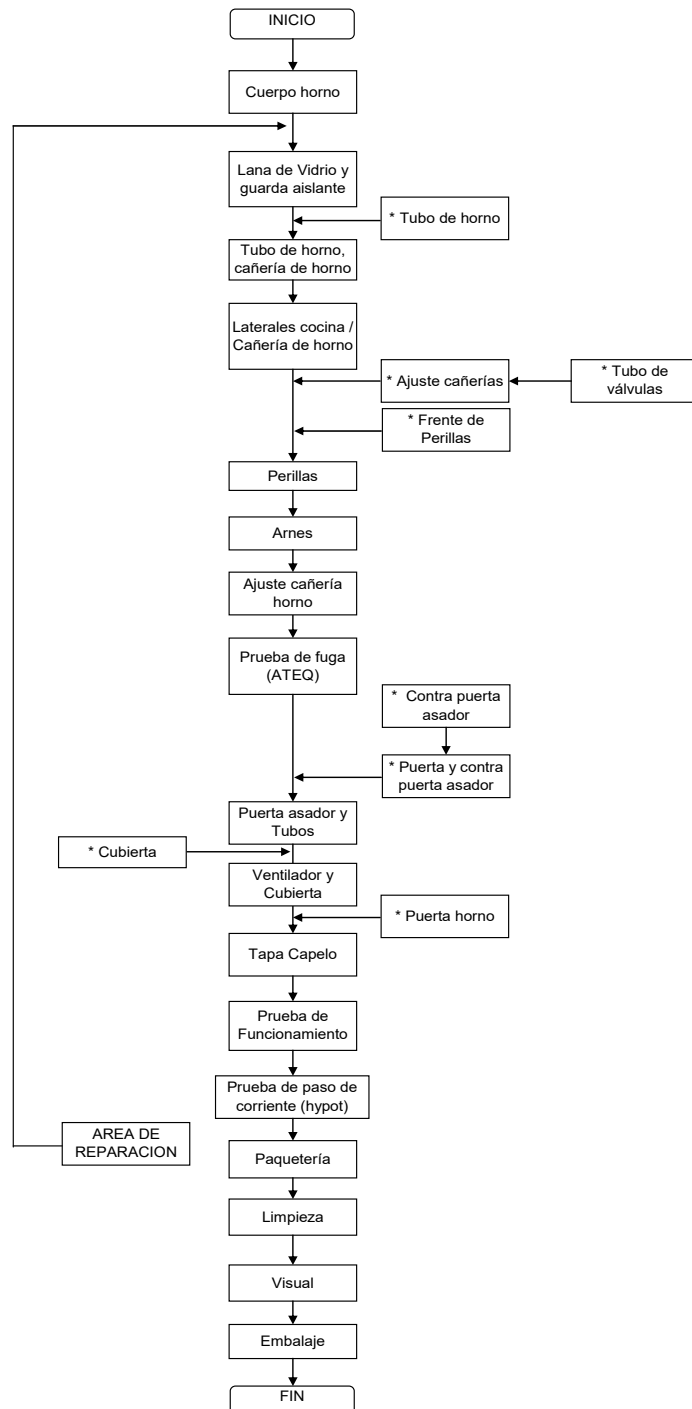 INICIO
Cuerpo horno
Lana de Vidrio y
guarda aislante
* Tubo de horno
Tubo de horno,
cañería de horno
Laterales cocina /
Cañería de horno
* Ajuste cañerías
* Tubo de
válvulas
* Frente de
Perillas
Perillas
Arnes
Ajuste cañería
horno
Prueba de fuga
(ATEQ)
* Contra puerta
asador
* Puerta y contra
puerta asador
Puerta asador y
Tubos
* Cubierta
Ventilador y
Cubierta
* Puerta horno
Tapa Capelo
Prueba de
Funcionamiento
Prueba de paso de
corriente (hypot)
AREA DE
REPARACION
Paquetería
Limpieza
Visual
Embalaje
FIN